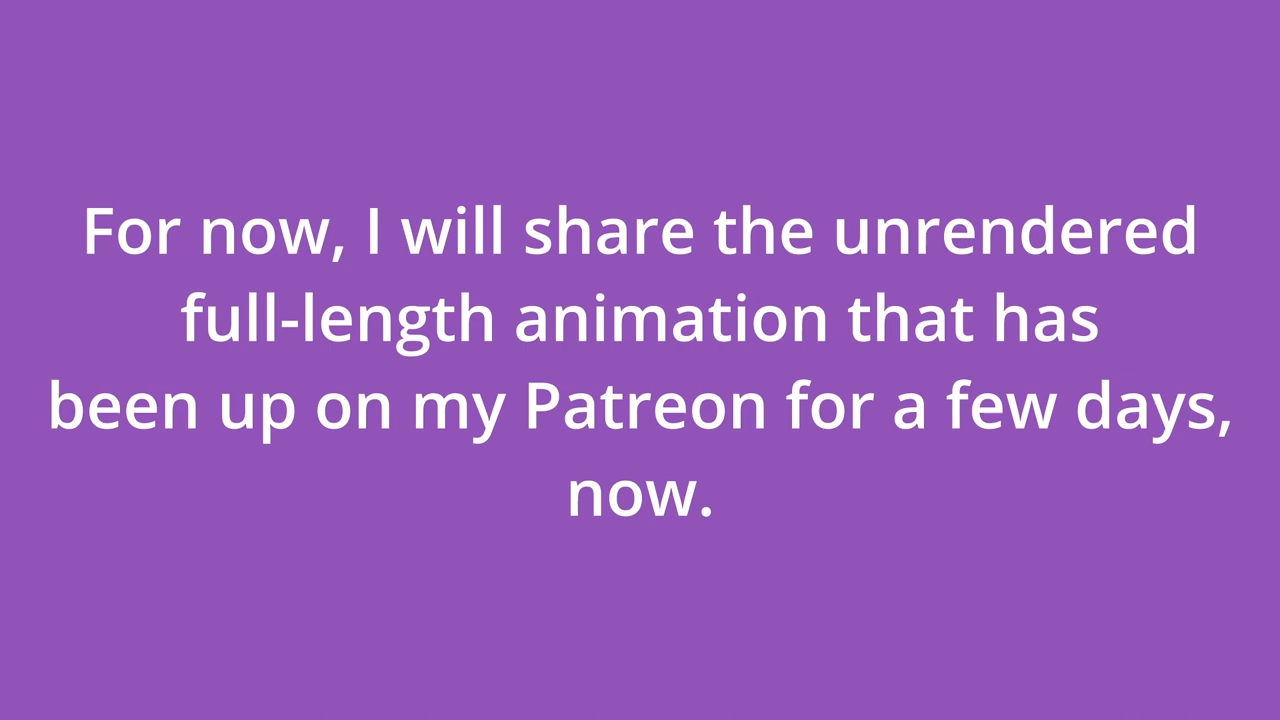 For now, I will share the unrendered
full-length animation that has
been up on my Patreon for a few days,
now.